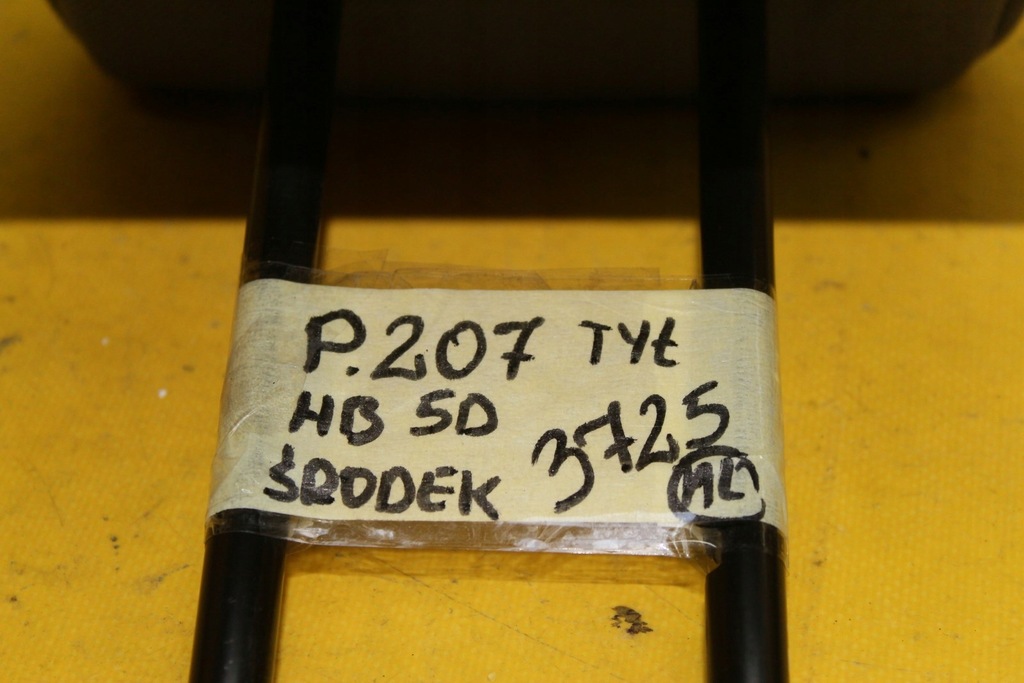 P.207 TYŁ
HB 5D
ŚRODEK 3725
ML